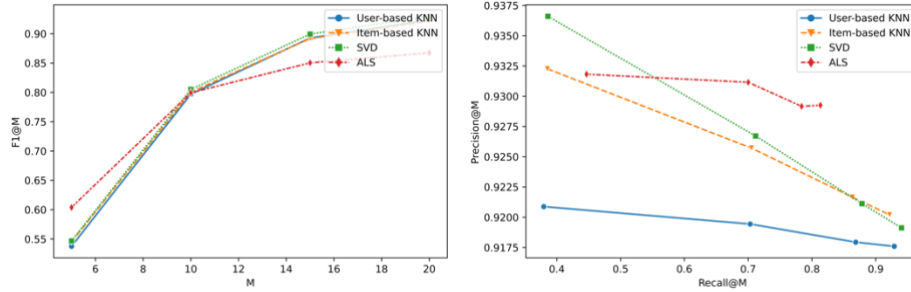 0.90
0.85
0.80
0.75
0.70
0.65
0.60
0.55
F1@M
6
8
10
12
14
16
18
20
M
User-based KNN
Item-based KNN
SVD
ALS
0.9375
0.9350
0.9325
0.9300
0.9275
0.9250
0.9225
0.9200
0.9175
Precision@M
0.4
0.5
0.6
0.7
0.8
0.9
Recall@M
User-based KNN
Item-based KNN
SVD
ALS